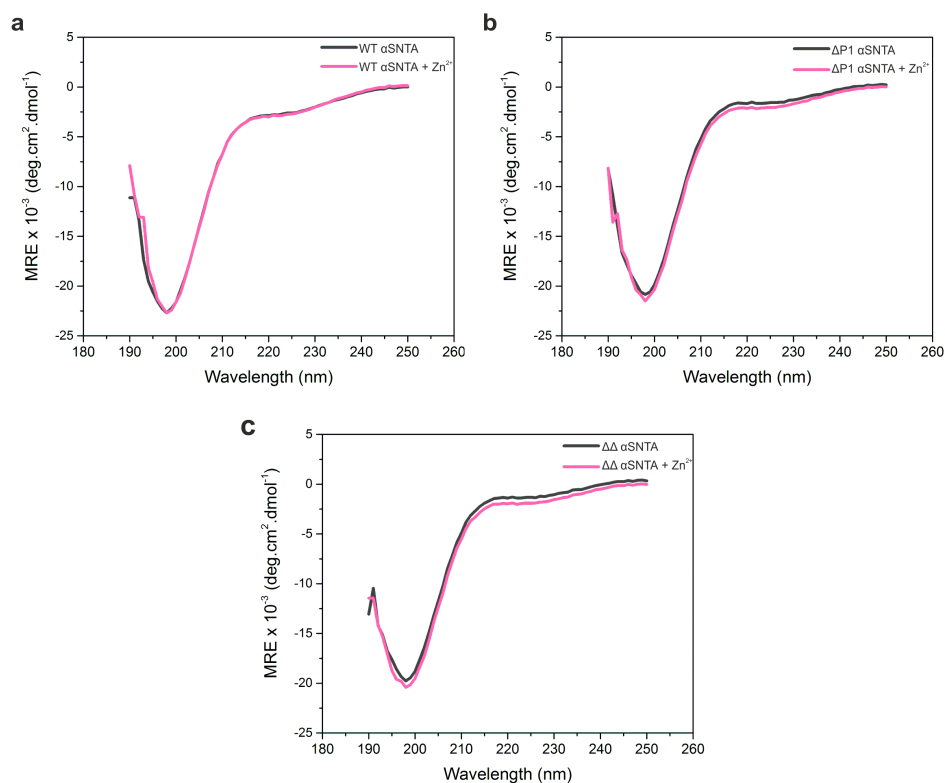 a
WT αSNTA
WT αSNTA + Zn²⁺
MRE x 10⁻³ (deg.cm².dmol⁻¹)
5
0
-5
-10
-15
-20
-25
180 190 200 210 220 230 240 250 260
Wavelength (nm)
b
ΔP1 αSNTA
ΔP1 αSNTA + Zn²⁺
MRE x 10⁻³ (deg.cm².dmol⁻¹)
5
0
-5
-10
-15
-20
-25
180 190 200 210 220 230 240 250 260
Wavelength (nm)
c
ΔΔ αSNTA
ΔΔ αSNTA + Zn²⁺
MRE x 10⁻³ (deg.cm².dmol⁻¹)
5
0
-5
-10
-15
-20
-25
180 190 200 210 220 230 240 250 260
Wavelength (nm)